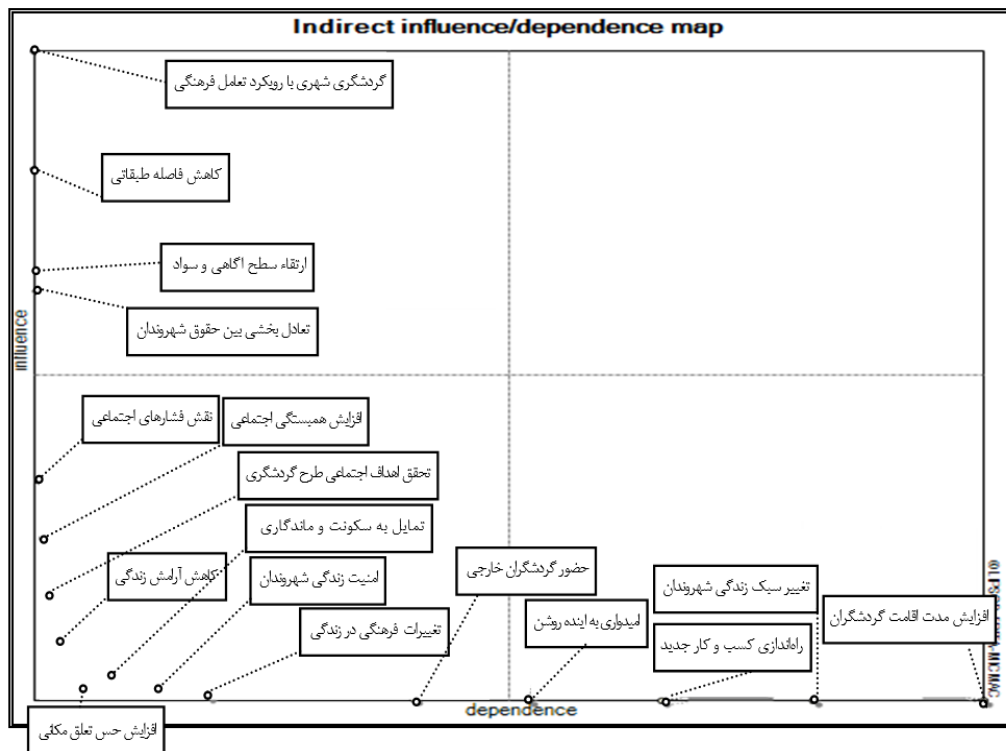 Indirect influence/dependence map
گردشگری شهری با رویکرد تعامل فرهنگی
کاهش فاصله طبقاتی
ارتقاء سطح اگاهی و سواد
تعادل بخشی بین حقوق شهروندان
influence
نقش فشارهای اجتماعی
افزایش همبستگی اجتماعی
تحقق اهداف اجتماعی طرح گردشگری
تمایل به سکونت و ماندگاری
کاهش آرامش زندگی
امنیت زندگی شهروندان
حضور گردشگران خارجی
تغییر سبک زندگی شهروندان
افزایش مدت اقامت گردشگران
تغییرات فرهنگی در زندگی
امیدواری به اینده روشن
راه‌اندازی کسب و کار جدید
dependence
افزایش حس تعلق مکانی